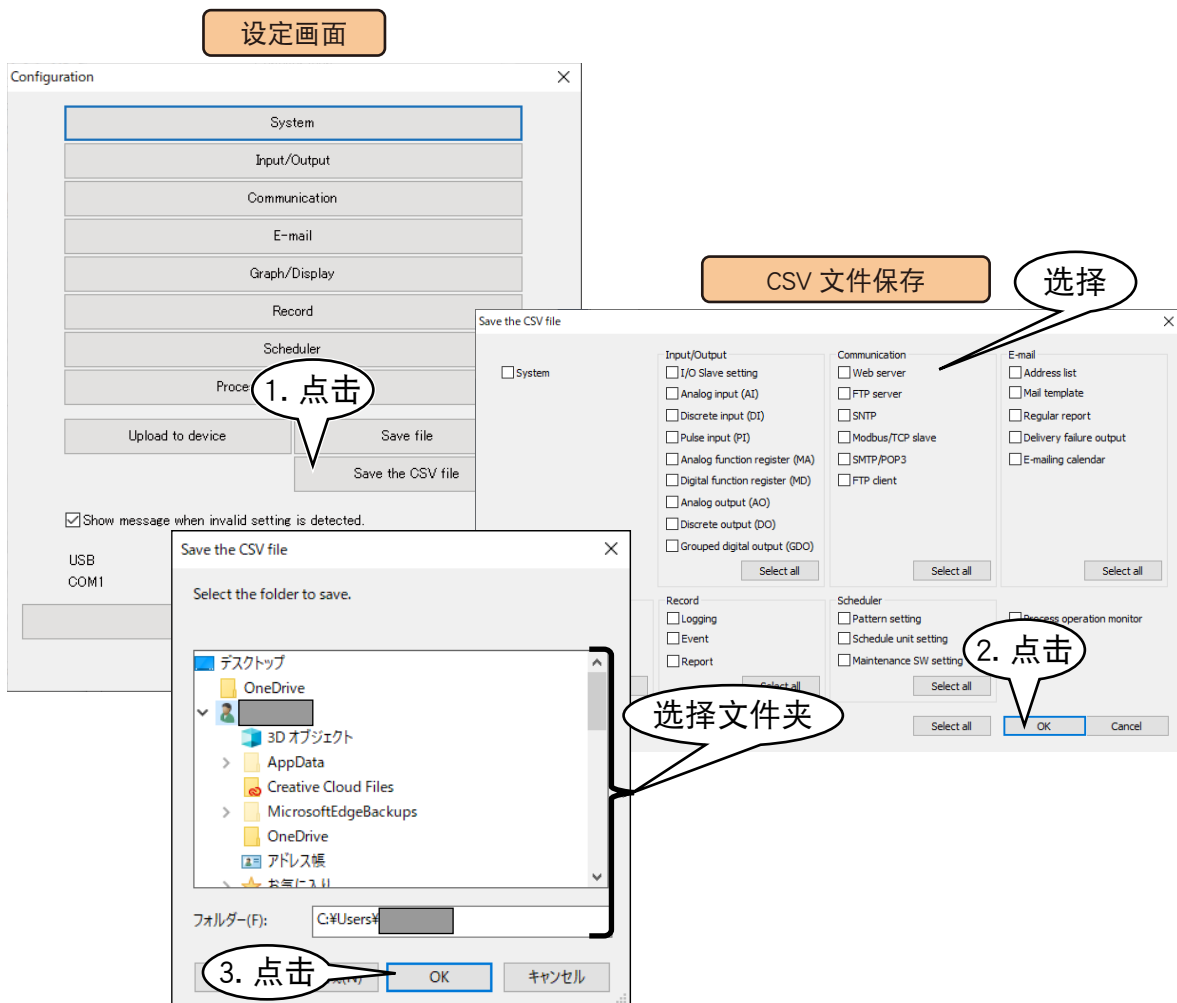 设定画面
Configuration
System
Input/Output
Communication
E-mail
Graph/Display
Record
Scheduler
1. 点击
Upload to device
Save file
Save the CSV file
Show message when invalid setting is detected.
USB
COM1
CSV 文件保存
选择
Save the CSV file
System
Input/Output
I/O Slave setting
Analog input (AI)
Discrete input (DI)
Pulse input (PI)
Analog function register (MA)
Digital function register (MD)
Analog output (AO)
Discrete output (DO)
Grouped digital output (GDO)
Select all
Communication
Web server
FTP server
SNTP
Modbus/TCP slave
SMTP/POP3
FTP client
Select all
E-mail
Address list
Mail template
Regular report
Delivery failure output
E-mailing calendar
Select all
Record
Logging
Event
Report
Select all
Scheduler
Pattern setting
Schedule unit setting
Maintenance SW setting
Select all
Process operation monitor
2. 点击
Select all
OK
Cancel
Save the CSV file
Select the folder to save.
デスクトップ
OneDrive
3D オブジェクト
AppData
Creative Cloud Files
MicrosoftEdgeBackups
OneDrive
アドレス帳
お気に入り
选择文件夹
フォルダー(F):
C:¥Users¥
3. 点击
OK
キャンセル